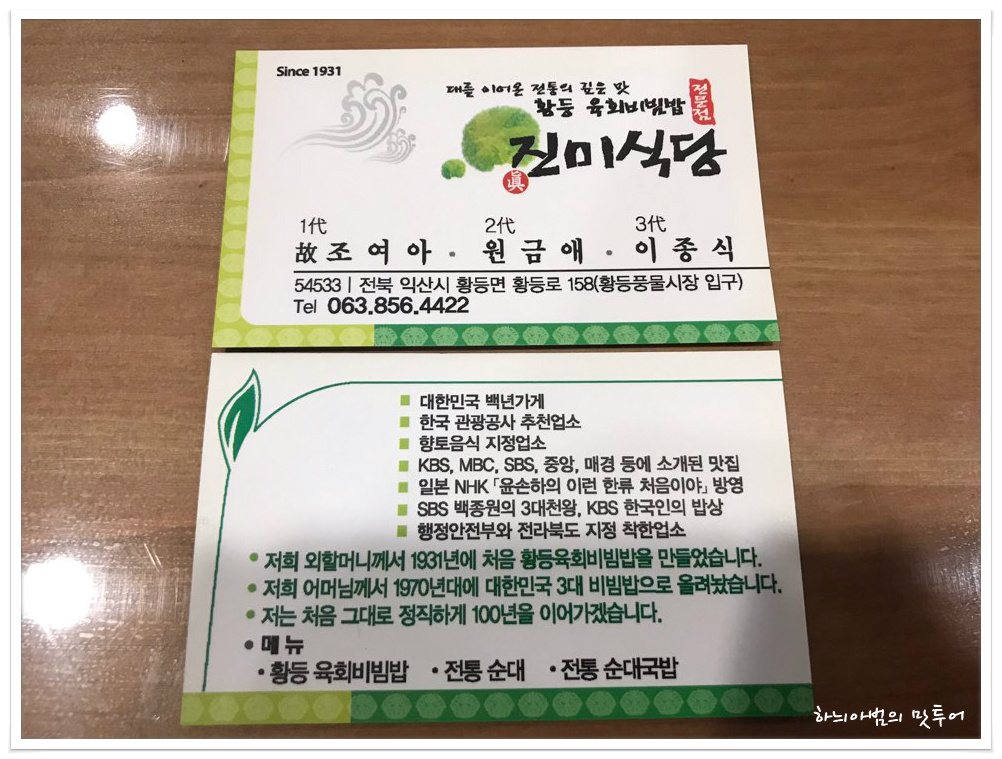 Since 1931
대를 이어온 전통의 깊은 맛
황등 육회비빔밥 전문점
진미식당
眞
1代 2代 3代
故 조여아 · 원금애 · 이종식
54533 | 전북 익산시 황등면 황등로 158(황등풍물시장 입구)
Tel 063.856.4422
대한민국 백년가게
한국 관광공사 추천업소
향토음식 지정업소
KBS, MBC, SBS, 중앙, 매경 등에 소개된 맛집
일본 NHK 「윤손하의 이런 한류 처음이야」 방영
SBS 백종원의 3대천왕, KBS 한국인의 밥상
행정안전부와 전라북도 지정 착한업소
• 저희 외할머니께서 1931년에 처음 황등육회비빔밥을 만들었습니다.
• 저희 어머님께서 1970년대에 대한민국 3대 비빔밥으로 올려놨습니다.
• 저는 처음 그대로 정직하게 100년을 이어가겠습니다.
• 메뉴
· 황등 육회비빔밥 · 전통 순대 · 전통 순대국밥
하늬아범의 맛투어